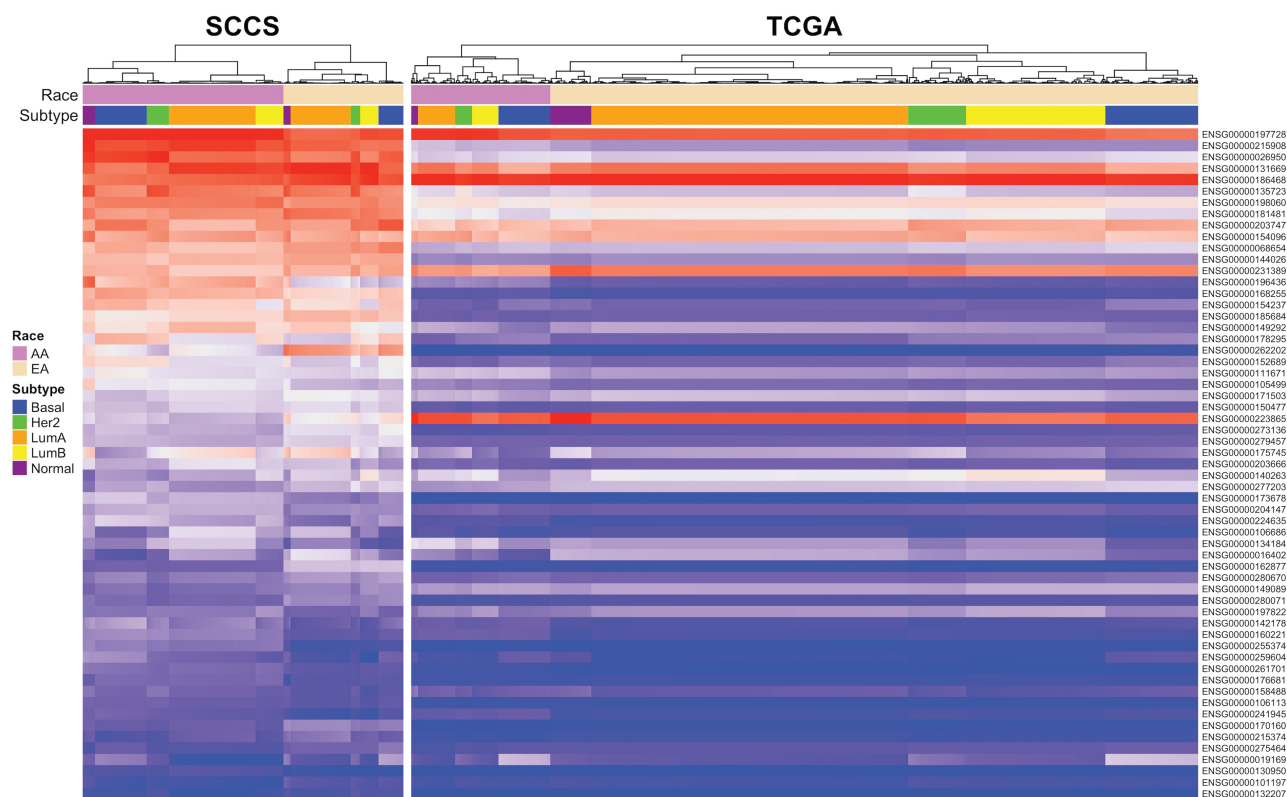 SCCS
TCGA
Race
Subtype
ENSG00000197728
ENSG00000215908
ENSG00000026950
ENSG00000131669
ENSG00000186468
ENSG00000135723
ENSG00000198060
ENSG00000181481
ENSG00000203747
ENSG00000154096
ENSG00000068654
ENSG00000144026
ENSG00000231389
ENSG00000196436
ENSG00000168255
ENSG00000154237
ENSG00000185684
ENSG00000149292
ENSG00000178295
ENSG00000262202
ENSG00000152689
ENSG00000111671
ENSG00000105499
ENSG00000171503
ENSG00000150477
ENSG00000223865
ENSG00000273136
ENSG00000279457
ENSG00000175745
ENSG00000203666
ENSG00000140263
ENSG00000277203
ENSG00000173678
ENSG00000204147
ENSG00000224635
ENSG00000106686
ENSG00000134184
ENSG00000016402
ENSG00000162877
ENSG00000280670
ENSG00000149089
ENSG00000280071
ENSG00000197822
ENSG00000142178
ENSG00000160221
ENSG00000255374
ENSG00000259604
ENSG00000261701
ENSG00000176681
ENSG00000158488
ENSG00000106113
ENSG00000241945
ENSG00000170160
ENSG00000215374
ENSG00000275464
ENSG00000019169
ENSG00000130950
ENSG00000101197
ENSG00000132207
Race
AA
EA
Subtype
Basal
Her2
LumA
LumB
Normal